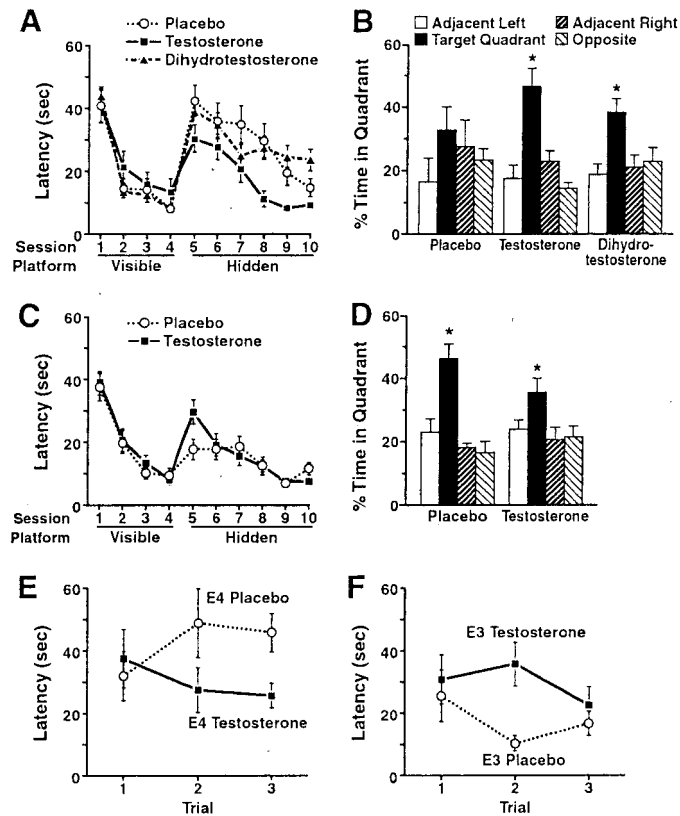 A
Placebo
Testosterone
Dihydrotestosterone
60
40
20
0
Latency (sec)
Session 1 2 3 4 5 6 7 8 9 10
Platform Visible Hidden
B
Adjacent Left Adjacent Right
Target Quadrant Opposite
60
40
20
0
% Time in Quadrant
* *
Placebo Testosterone Dihydro-
testosterone
C
Placebo
Testosterone
60
40
20
0
Latency (sec)
Session 1 2 3 4 5 6 7 8 9 10
Platform Visible Hidden
D
60
40
20
0
% Time in Quadrant
* *
Placebo Testosterone
E
60
40
20
0
Latency (sec)
E4 Placebo
E4 Testosterone
1 2 3
Trial
F
60
40
20
0
Latency (sec)
E3 Testosterone
E3 Placebo
1 2 3
Trial